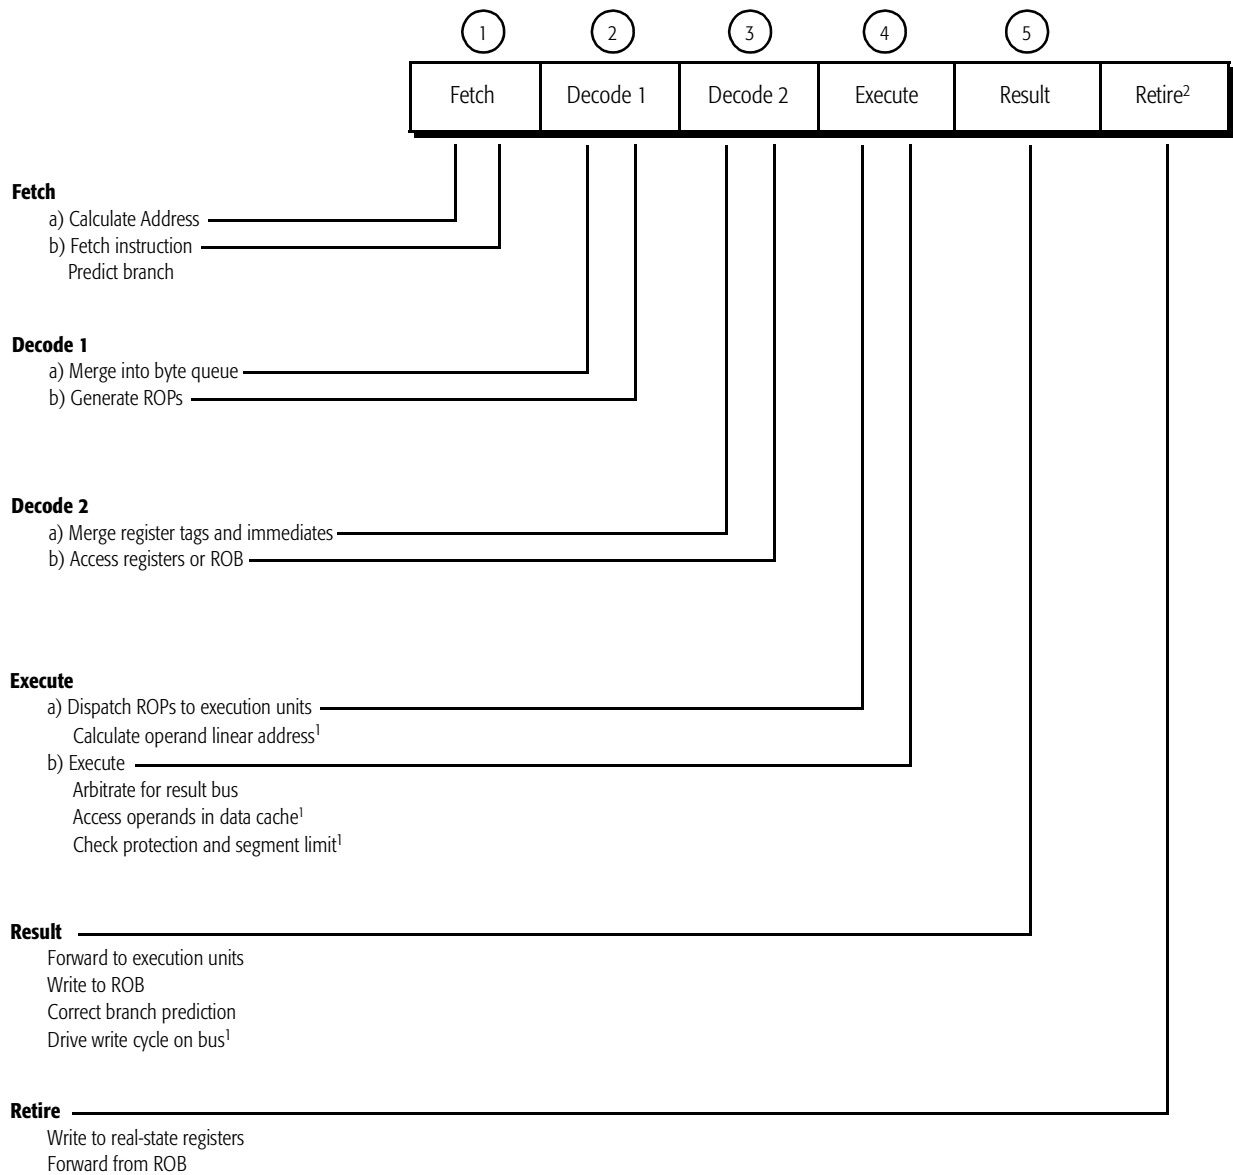 1 2 3 4 5
Fetch Decode 1 Decode 2 Execute Result Retire²
Fetch
a) Calculate Address
b) Fetch instruction
Predict branch
Decode 1
a) Merge into byte queue
b) Generate ROPs
Decode 2
a) Merge register tags and immediates
b) Access registers or ROB
Execute
a) Dispatch ROPs to execution units
Calculate operand linear address¹
b) Execute
Arbitrate for result bus
Access operands in data cache¹
Check protection and segment limit¹
Result
Forward to execution units
Write to ROB
Correct branch prediction
Drive write cycle on bus¹
Retire
Write to real-state registers
Forward from ROB